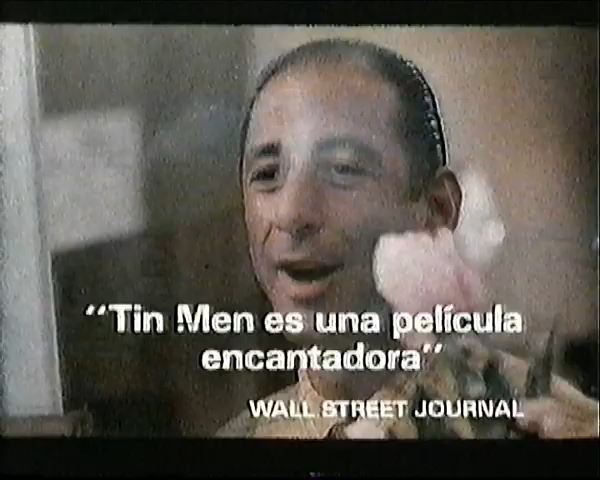 “Tin Men es una película
encantadora”
WALL STREET JOURNAL